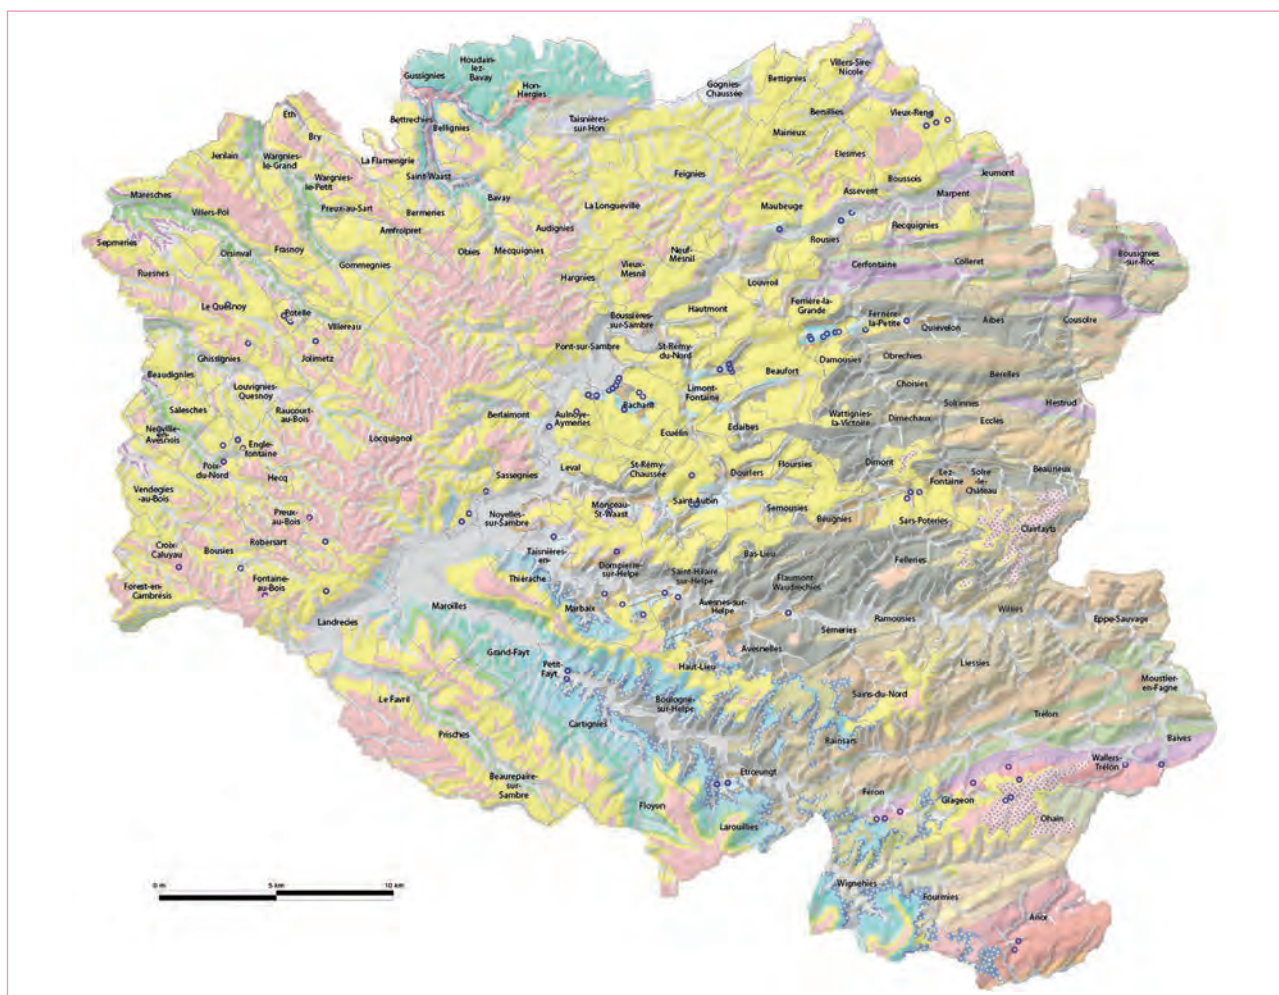 Houdain-
lez-
Bavay
Gussignies
Hon-
Hergies
Gognies-
Chaussée
Bettignies
Villers-Sire-
Nicole
Vieux-Reng
Bersillies
Mairieux
Taisnières-
sur-Hon
Bettrechies
Bellignies
Eth
Bry
La Flamengrie
Saint-Waast
Jenlain
Wargnies-
le-Grand
Wargnies-
le-Petit
Elesmes
Boussois
Jeumont
Marpent
Assevent
Feignies
Maresches
Villers-Pol
Preux-au-Sart
Bermeries
Bavay
Amfroipret
Audignies
La Longueville
Maubeuge
Recquignies
Rousies
Sepmeries
Orsinval
Frasnoy
Gommegnies
Obies
Mecquignies
Neuf-
Mesnil
Vieux-
Mesnil
Hargnies
Ruesnes
Louvroil
Cerfontaine
Colleret
Bousignies
-sur-Roc
Le Quesnoy
Potelle
Villereau
Jolimetz
Ghissignies
Boussières-
sur-Sambre
Hautmont
Ferrière-la-
Grande
Ferrière-
la-Petite
Quiévelon
Aibes
Cousolre
Pont-sur-Sambre
St-Rémy-
du-Nord
Damousies
Obrechies
Beaufort
Beaudignies
Louvignies-
Quesnoy
Raucourt-
au-Bois
Limont-
Fontaine
Choisies
Bérelles
Solrinnes
Hestrud
Salesches
Neuville-
en-
Avesnois
Berlaimont
Aulnoye-
Aymeries
Bachant
Ecuélin
Eclaibes
Wattignies-
la-Victoire
Dimechaux
Eccles
Locquignol
Engle-
fontaine
Poix-
du-Nord
Hecq
Sassegnies
Leval
St-Rémy-
Chaussée
Dourlers
Floursies
Dimont
Lez-
Fontaine
Solre
-le-
Château
Beaurieux
Vendegies
-au-Bois
Preux-
au-Bois
Noyelles-
sur-Sambre
Monceau-
St-Waast
Saint-Aubin
Semousies
Beugnies
Sars-Poteries
Clairfayts
Croix-
Caluyau
Bousies
Robersart
Fontaine-
au-Bois
Forest-en-
Cambrésis
Taisnières-
en-
Thiérache
Dompierre-
sur-Helpe
Saint-Hilaire
sur-Helpe
Bas-Lieu
Felleries
Flaumont-
Waudrechies
Landrecies
Maroilles
Marbaix
Avesnes-sur-
Helpe
Avesnelles
Sémeries
Ramousies
Willies
Eppe-Sauvage
Grand-Fayt
Petit-
Fayt
Haut-Lieu
Liessies
Moustier-
en-Fagne
Le Favril
Cartignies
Boulogne-
sur-Helpe
Sains-du-Nord
Trélon
Prisches
Rainsars
Baives
Wallers-
Trélon
Beaurepaire-
sur-
Sambre
Etrœungt
Féron
Glageon
Floyon
Ohain
Larouillies
Wignehies
Fourmies
Anor
0 m
5 km
10 km